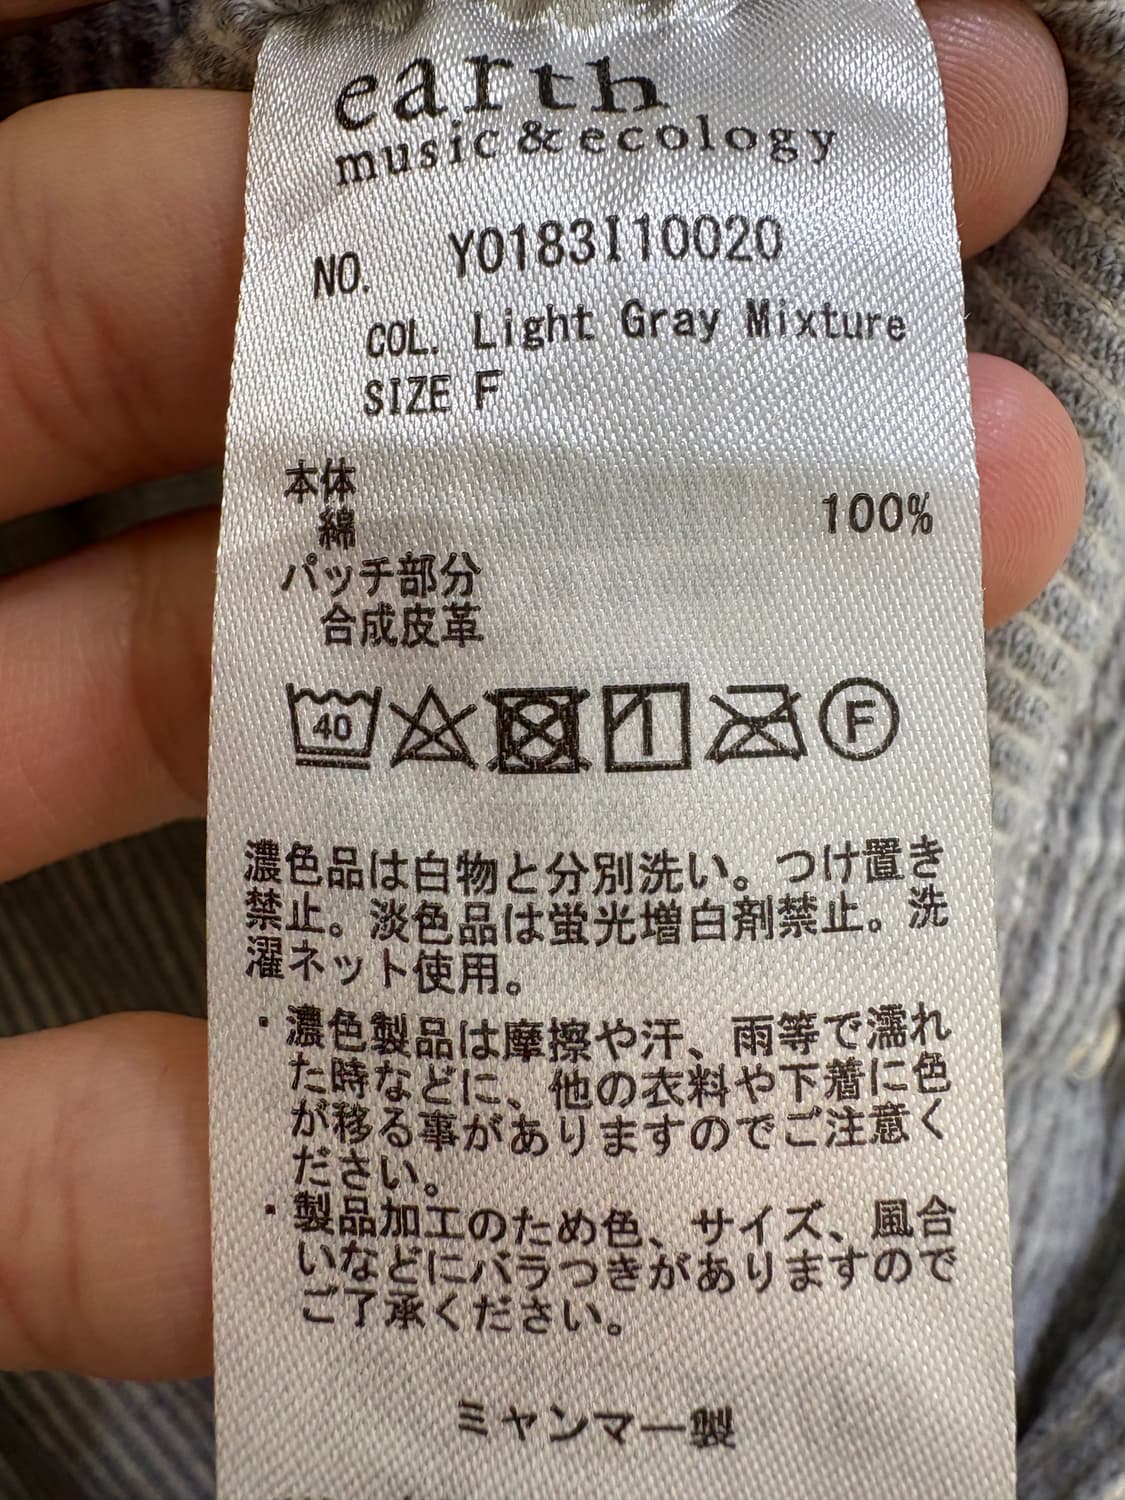 earth
music & ecology
NO. Y0183I10020
COL. Light Gray Mixture
SIZE F
本体
綿 100%
パッチ部分
合成皮革
40 F
濃色品は白物と分別洗い。つけ置き
禁止。淡色品は蛍光増白剤禁止。洗
濯ネット使用。
・濃色製品は摩擦や汗、雨等で濡れ
た時などに、他の衣料や下着に色
が移る事がありますのでご注意く
ださい。
・製品加工のため色、サイズ、風合
いなどにバラつきがありますので
ご了承ください。
ミャンマー製